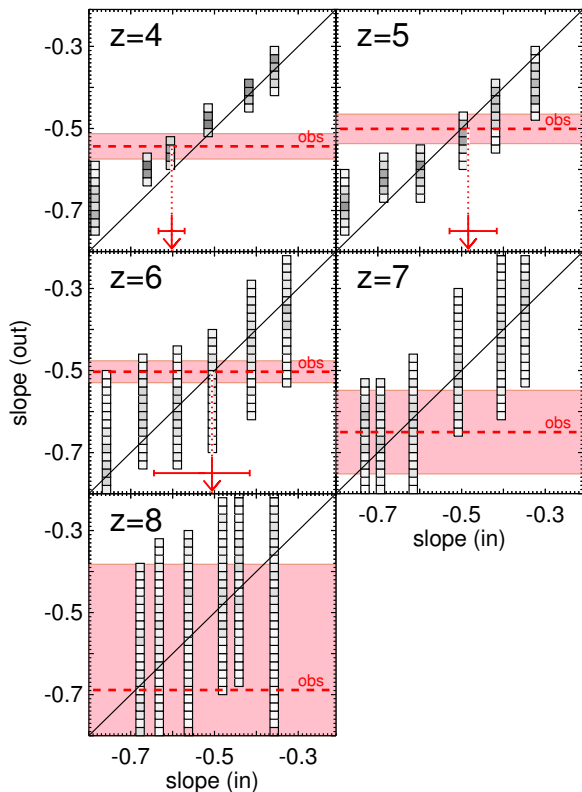 z=4
z=5
-0.3
-0.5
-0.7
obs
obs
z=6
z=7
-0.3
-0.5
-0.7
slope (out)
obs
obs
-0.7
-0.5
-0.3
slope (in)
z=8
-0.3
-0.5
-0.7
obs
-0.7
-0.5
-0.3
slope (in)